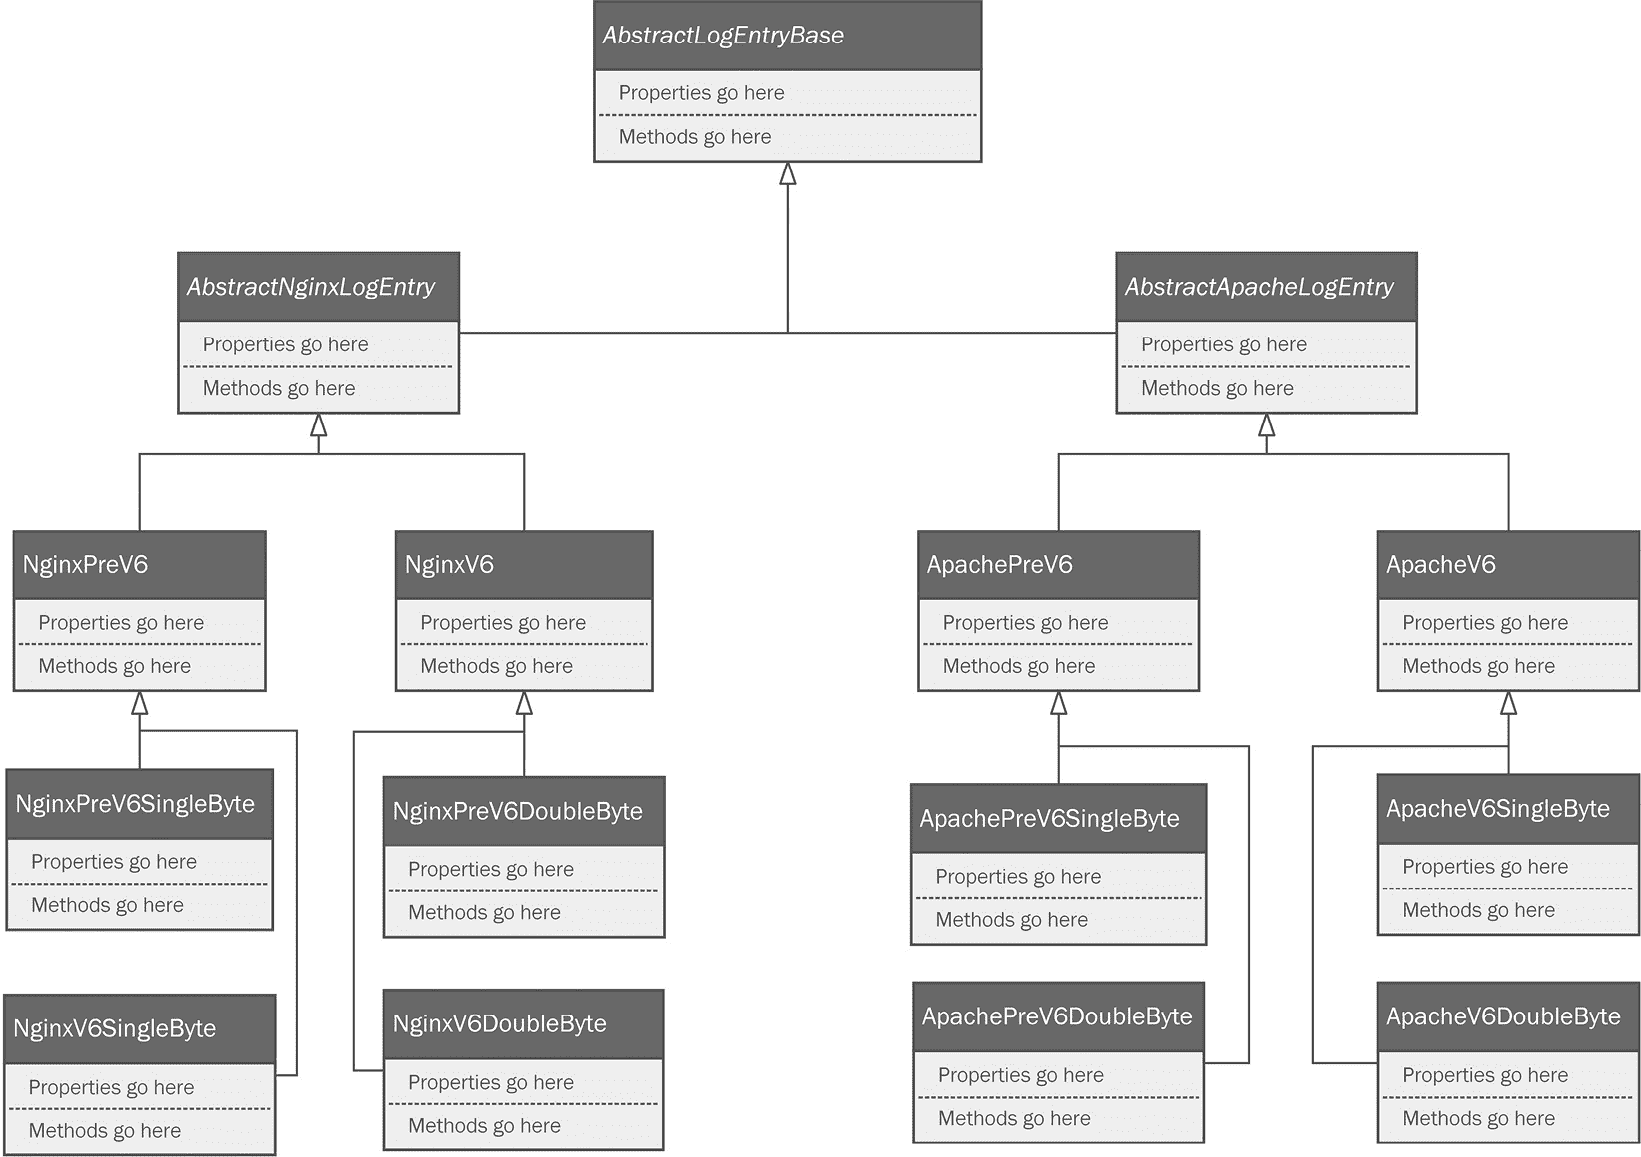 AbstractLogEntryBase
Properties go here
Methods go here
AbstractNginxLogEntry
Properties go here
Methods go here
AbstractApacheLogEntry
Properties go here
Methods go here
NginxPreV6
Properties go here
Methods go here
NginxV6
Properties go here
Methods go here
ApachePreV6
Properties go here
Methods go here
ApacheV6
Properties go here
Methods go here
NginxPreV6SingleByte
Properties go here
Methods go here
NginxPreV6DoubleByte
Properties go here
Methods go here
ApachePreV6SingleByte
Properties go here
Methods go here
ApacheV6SingleByte
Properties go here
Methods go here
NginxV6SingleByte
Properties go here
Methods go here
NginxV6DoubleByte
Properties go here
Methods go here
ApachePreV6DoubleByte
Properties go here
Methods go here
ApacheV6DoubleByte
Properties go here
Methods go here